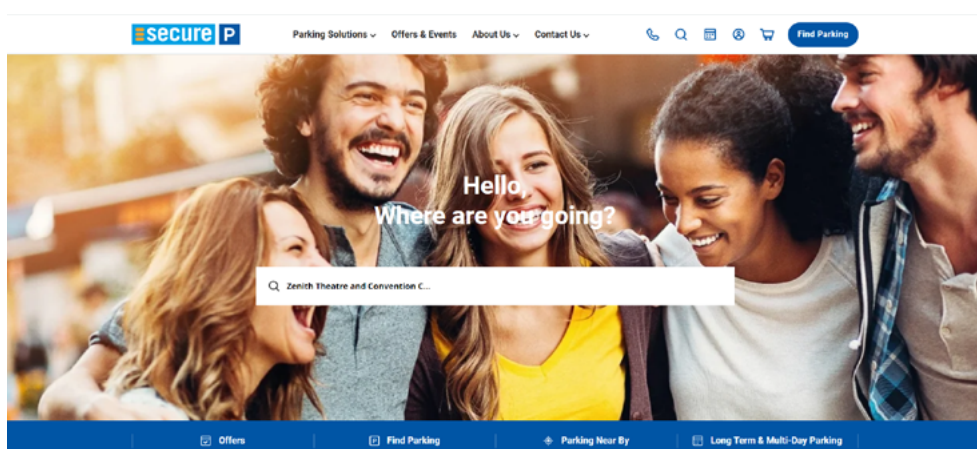 secure P
Parking Solutions Offers & Events About Us Contact Us Find Parking
Hello,
Where are you going?
Zenith Theatre and Convention C...
Offers Find Parking Parking Near By Long Term & Multi-Day Parking